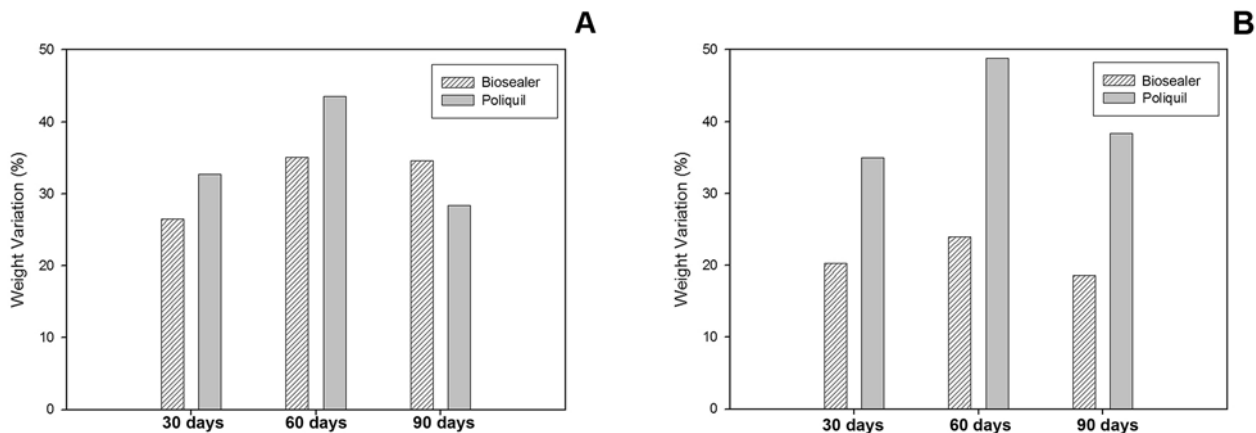 A
50
40
30
20
10
0
Weight Variation (%)
Biosealer
Poliquil
30 days 60 days 90 days
B
50
40
30
20
10
0
Weight Variation (%)
Biosealer
Poliquil
30 days 60 days 90 days